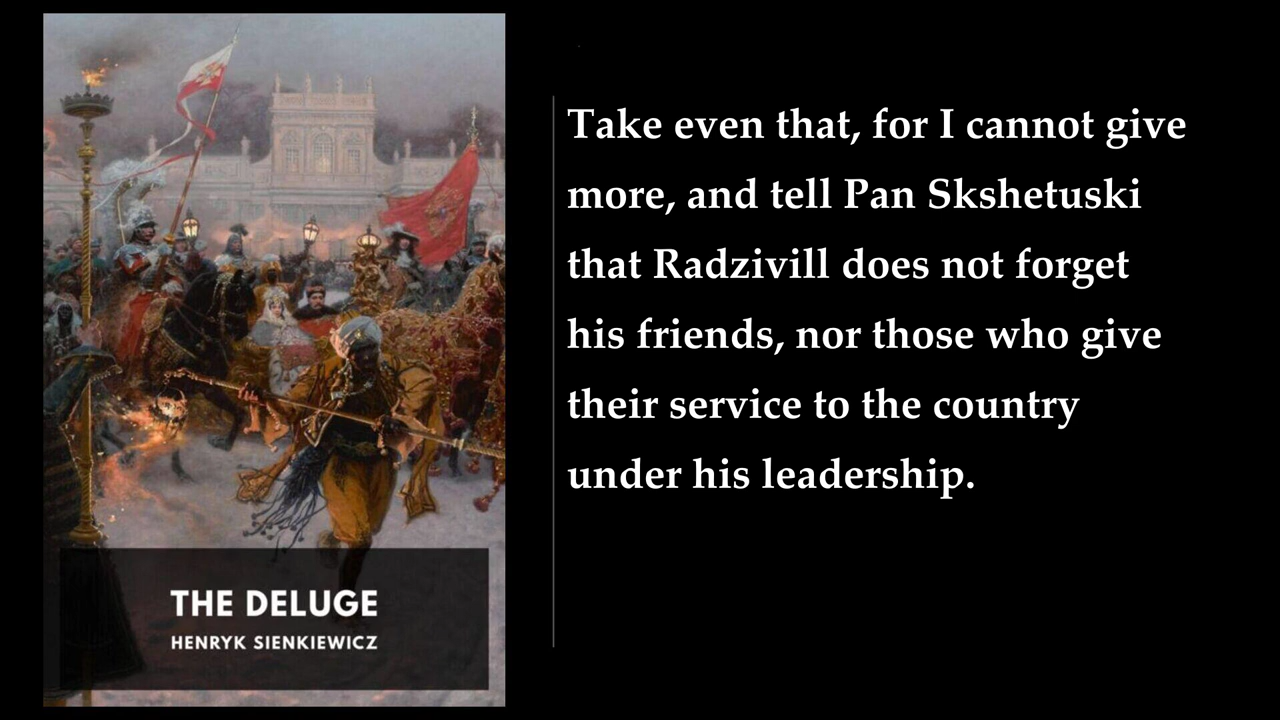 THE DELUGE
HENRYK SIENKIEWICZ
Take even that, for I cannot give
more, and tell Pan Skshetuski
that Radzivill does not forget
his friends, nor those who give
their service to the country
under his leadership.